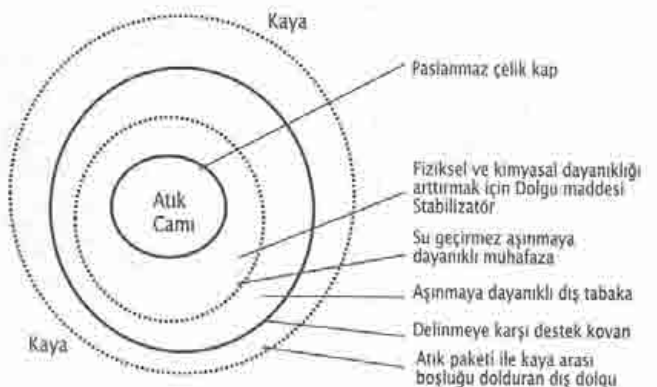 Kaya
Paslanmaz çelik kap
Fiziksel ve kimyasal dayanıklığı
arttırmak için Dolgu maddesi
Stabilizatör
Atık
Camı
Su geçirmez aşınmaya
dayanıklı muhafaza
Aşınmaya dayanıklı dış tabaka
Delinmeye karşı destek kovan
Kaya
Atık paketi ile kaya arası
boşluğu dolduran dış dolgu